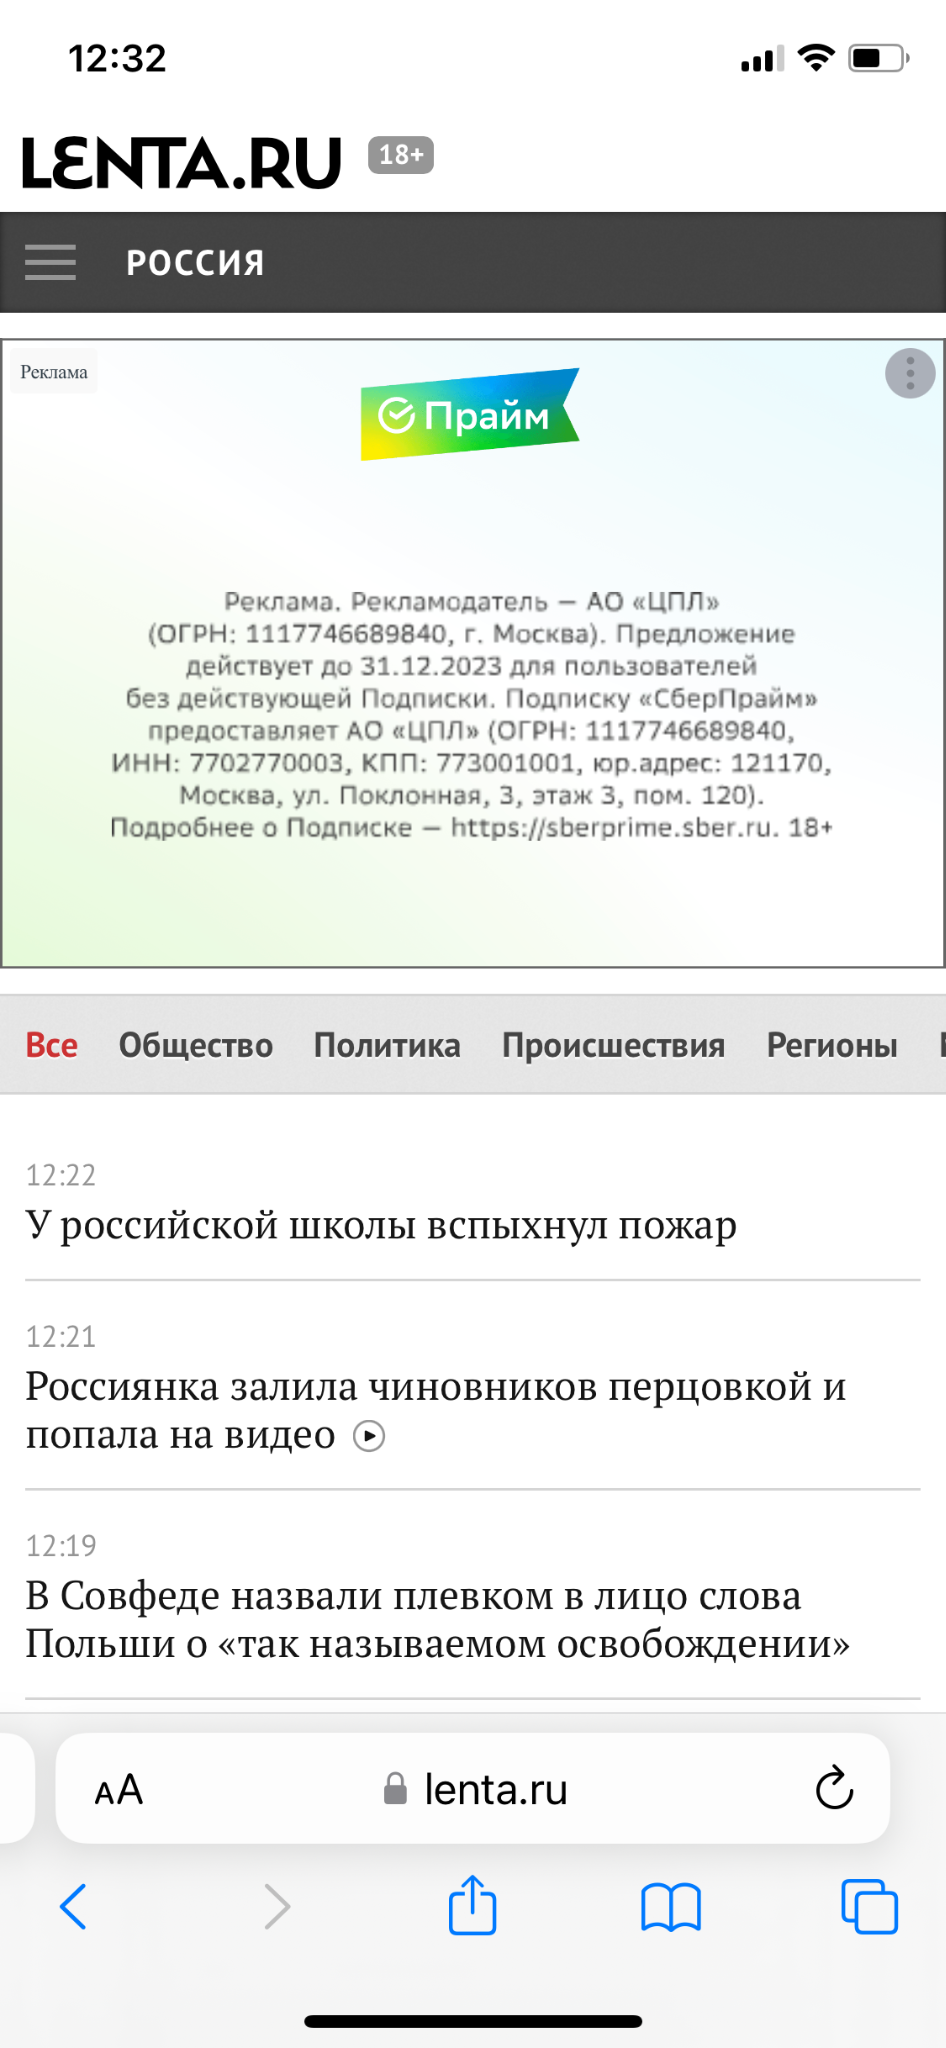 12:32
LENTA.RU 18+
РОССИЯ
Реклама
Прайм
Реклама. Рекламодатель — АО «ЦПЛ»
(ОГРН: 1117746689840, г. Москва). Предложение
действует до 31.12.2023 для пользователей
без действующей Подписки. Подписку «СберПрайм»
предоставляет АО «ЦПЛ» (ОГРН: 1117746689840,
ИНН: 7702770003, КПП: 773001001, юр.адрес: 121170,
Москва, ул. Поклонная, 3, этаж 3, пом. 120).
Подробнее о Подписке — https://sberprime.sber.ru. 18+
Все Общество Политика Происшествия Регионы
12:22
У российской школы вспыхнул пожар
12:21
Россиянка залила чиновников перцовкой и
попала на видео
12:19
В Совфеде назвали плевком в лицо слова
Польши о «так называемом освобождении»
AA lenta.ru